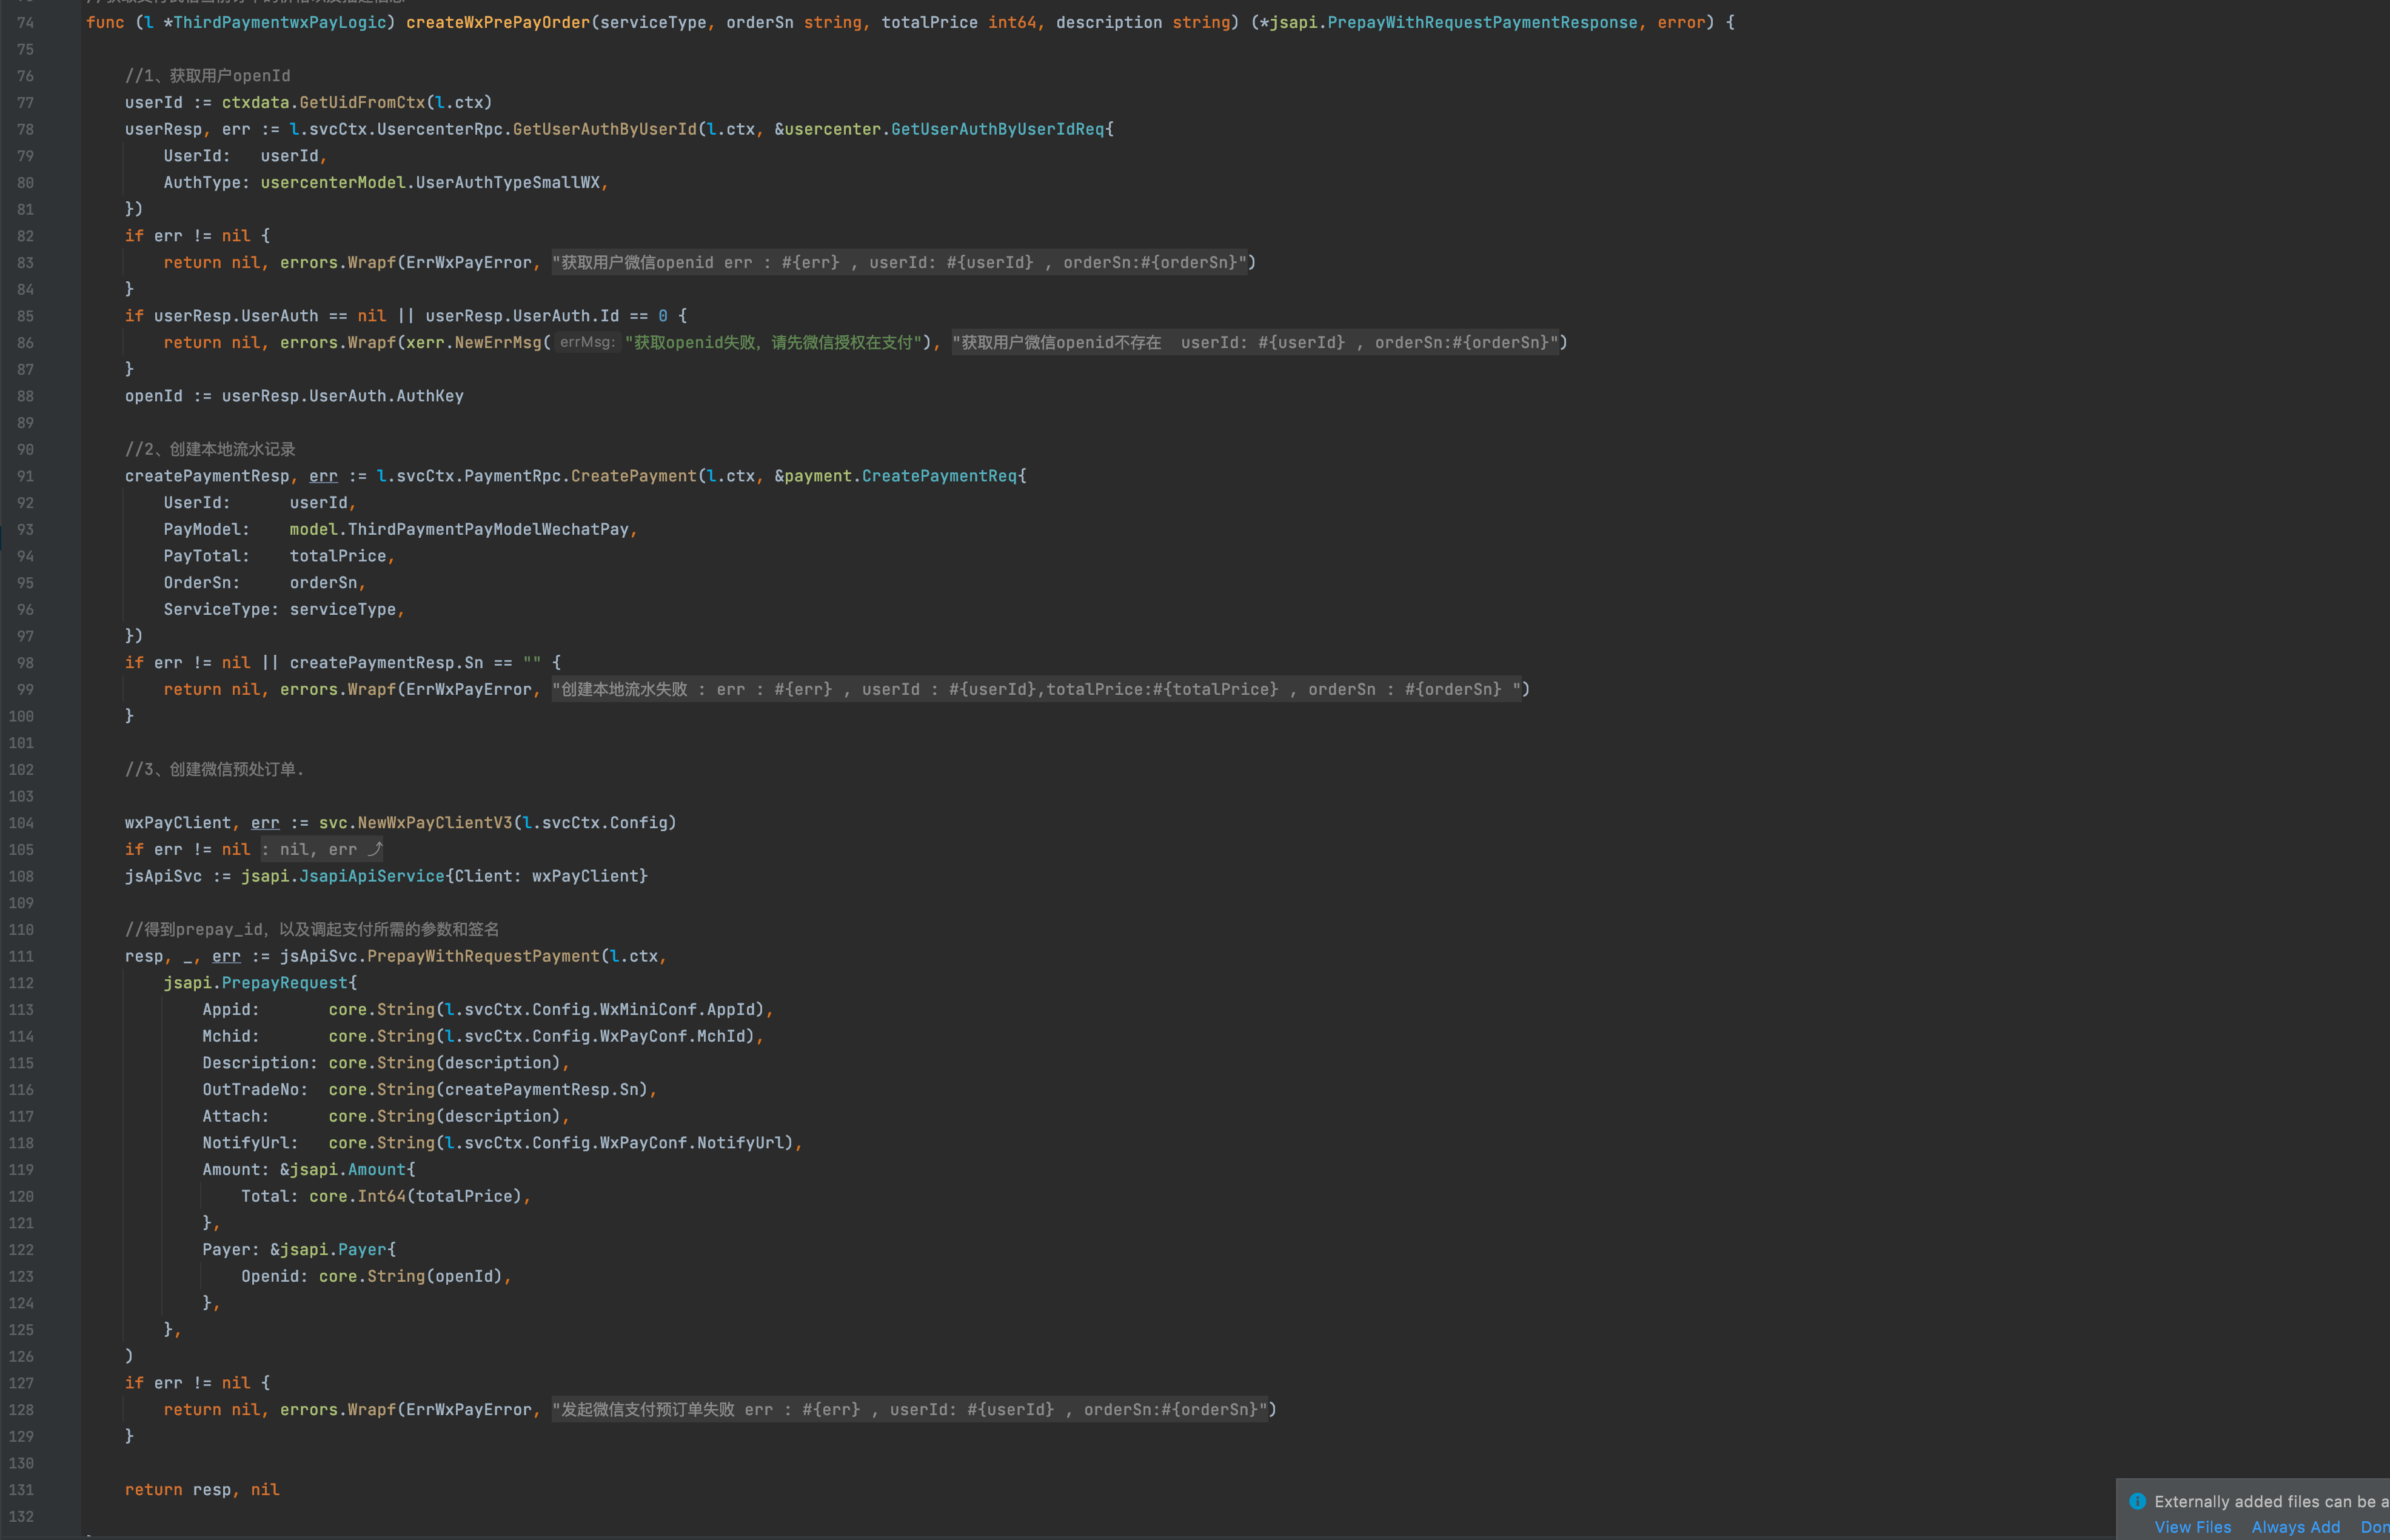 74 func (l *ThirdPaymentwxPayLogic) createWxPrePayOrder(serviceType, orderSn string, totalPrice int64, description string) (*jsapi.PrepayWithRequestPaymentResponse, error) {
75
76 //1、获取用户openId
77 userId := ctxdata.GetUidFromCtx(l.ctx)
78 userResp, err := l.svcCtx.UsercenterRpc.GetUserAuthByUserId(l.ctx, &usercenter.GetUserAuthByUserIdReq{
79 UserId: userId,
80 AuthType: usercenterModel.UserAuthTypeSmallWX,
81 })
82 if err != nil {
83 return nil, errors.Wrapf(ErrWxPayError, "获取用户微信openid err : #{err} , userId: #{userId} , orderSn:#{orderSn}")
84 }
85 if userResp.UserAuth == nil || userResp.UserAuth.Id == 0 {
86 return nil, errors.Wrapf(xerr.NewErrMsg( errMsg: "获取openid失败，请先微信授权在支付"), "获取用户微信openid不存在  userId: #{userId} , orderSn:#{orderSn}")
87 }
88 openId := userResp.UserAuth.AuthKey
89
90 //2、创建本地流水记录
91 createPaymentResp, err := l.svcCtx.PaymentRpc.CreatePayment(l.ctx, &payment.CreatePaymentReq{
92 UserId: userId,
93 PayModel: model.ThirdPaymentPayModelWechatPay,
94 PayTotal: totalPrice,
95 OrderSn: orderSn,
96 ServiceType: serviceType,
97 })
98 if err != nil || createPaymentResp.Sn == "" {
99 return nil, errors.Wrapf(ErrWxPayError, "创建本地流水失败 : err : #{err} , userId : #{userId},totalPrice:#{totalPrice} , orderSn : #{orderSn} ")
100 }
101
102 //3、创建微信预处订单.
103
104 wxPayClient, err := svc.NewWxPayClientV3(l.svcCtx.Config)
105 if err != nil : nil, err ⤴
108 jsApiSvc := jsapi.JsapiApiService{Client: wxPayClient}
109
110 //得到prepay_id，以及调起支付所需的参数和签名
111 resp, _, err := jsApiSvc.PrepayWithRequestPayment(l.ctx,
112 jsapi.PrepayRequest{
113 Appid: core.String(l.svcCtx.Config.WxMiniConf.AppId),
114 Mchid: core.String(l.svcCtx.Config.WxPayConf.MchId),
115 Description: core.String(description),
116 OutTradeNo: core.String(createPaymentResp.Sn),
117 Attach: core.String(description),
118 NotifyUrl: core.String(l.svcCtx.Config.WxPayConf.NotifyUrl),
119 Amount: &jsapi.Amount{
120 Total: core.Int64(totalPrice),
121 },
122 Payer: &jsapi.Payer{
123 Openid: core.String(openId),
124 },
125 },
126 )
127 if err != nil {
128 return nil, errors.Wrapf(ErrWxPayError, "发起微信支付预订单失败 err : #{err} , userId: #{userId} , orderSn:#{orderSn}")
129 }
130
131 return resp, nil
132
Externally added files can be a
View Files Always Add Don